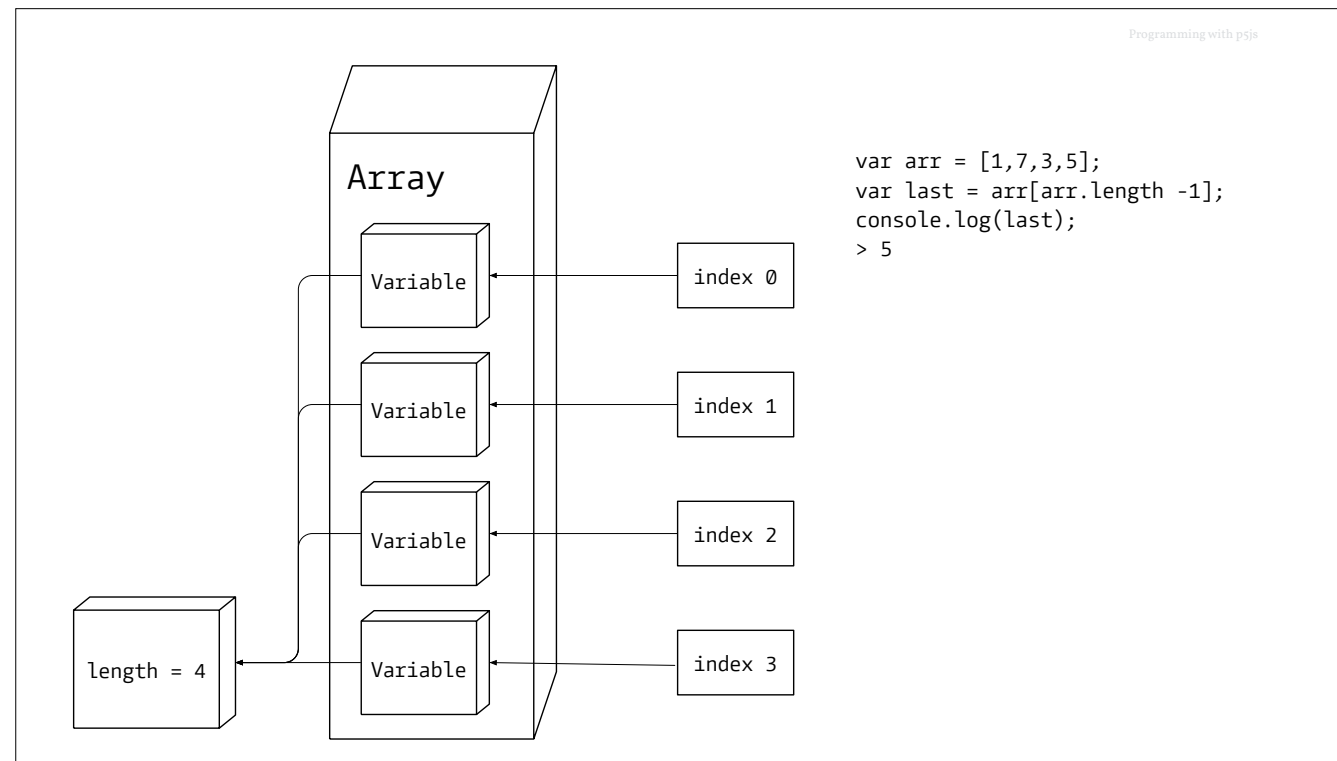 Programming with p5js
Array
Variable
Variable
Variable
Variable
index 0
index 1
index 2
index 3
length = 4
var arr = [1,7,3,5];
var last = arr[arr.length -1];
console.log(last);
> 5